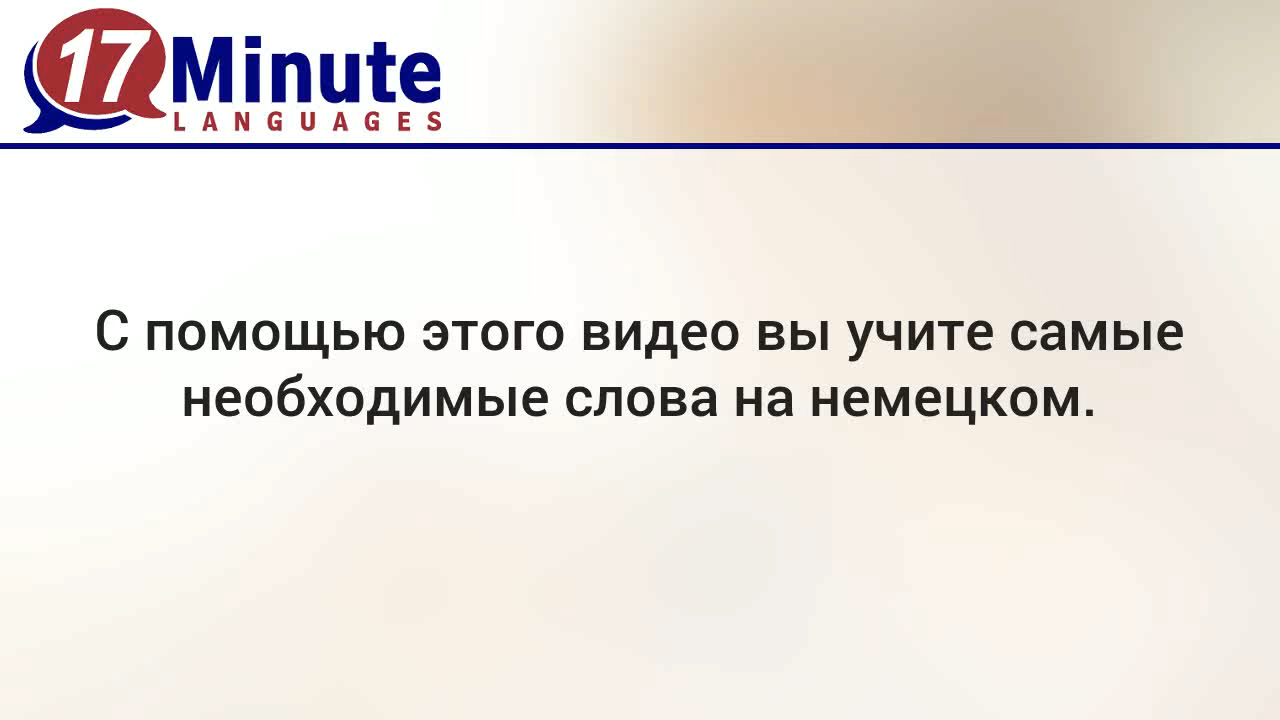 17 Minute
LANGUAGES
С помощью этого видео вы учите самые
необходимые слова на немецком.